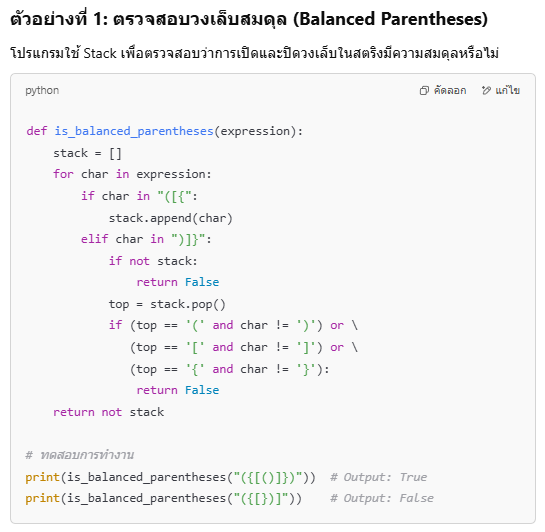 ตัวอย่างที่ 1: ตรวจสอบวงเล็บสมดุล (Balanced Parentheses)
โปรแกรมใช้ Stack เพื่อตรวจสอบว่าการเปิดและปิดวงเล็บในสตริงมีความสมดุลหรือไม่
python คัดลอก แก้ไข
def is_balanced_parentheses(expression):
    stack = []
    for char in expression:
        if char in "([{":
            stack.append(char)
        elif char in ")]}":
            if not stack:
                return False
            top = stack.pop()
            if (top == '(' and char != ')') or \
               (top == '[' and char != ']') or \
               (top == '{' and char != '}'):
                return False
    return not stack

# ทดสอบการทำงาน
print(is_balanced_parentheses("({[()]})"))  # Output: True
print(is_balanced_parentheses("({[})]"))    # Output: False